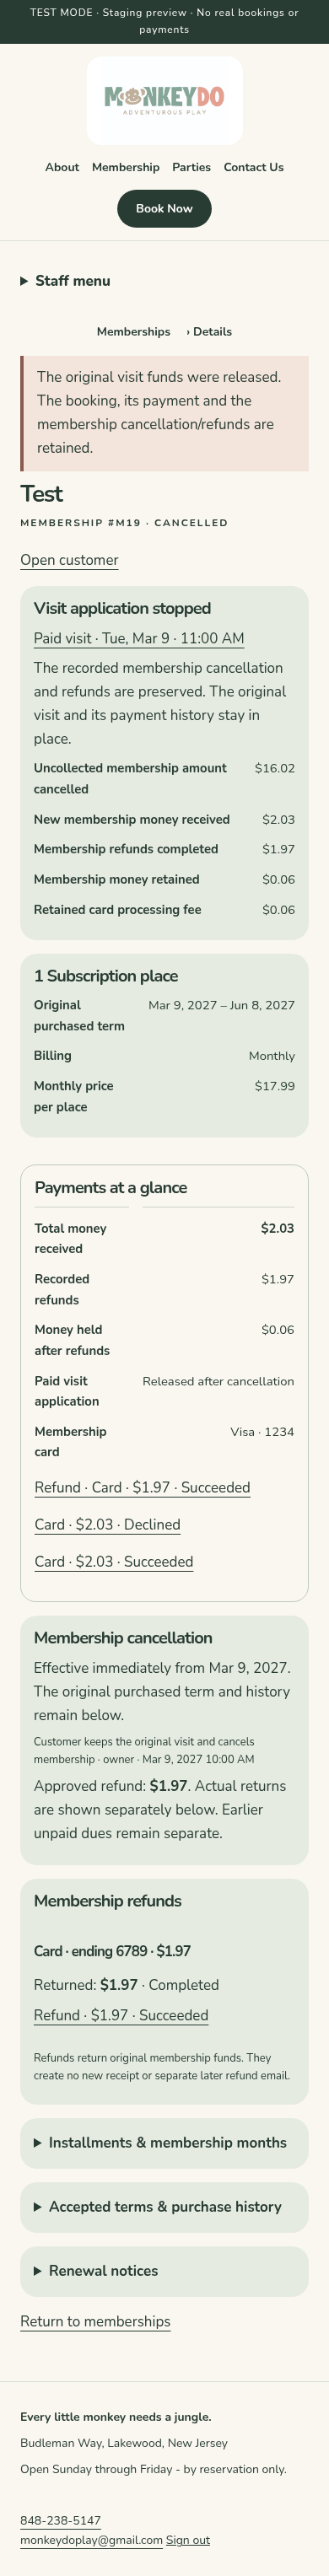 TEST MODE · Staging preview · No real bookings or
payments
MONKEYDO
ADVENTUROUS PLAY
About Membership Parties Contact Us
Book Now
▶ Staff menu
Memberships › Details
The original visit funds were released.
The booking, its payment and the
membership cancellation/refunds are
retained.
Test
MEMBERSHIP #M19 · CANCELLED
Open customer
Visit application stopped
Paid visit · Tue, Mar 9 · 11:00 AM
The recorded membership cancellation
and refunds are preserved. The original
visit and its payment history stay in
place.
Uncollected membership amount $16.02
cancelled
New membership money received $2.03
Membership refunds completed $1.97
Membership money retained $0.06
Retained card processing fee $0.06
1 Subscription place
Original Mar 9, 2027 – Jun 8, 2027
purchased term
Billing Monthly
Monthly price $17.99
per place
Payments at a glance
Total money $2.03
received
Recorded $1.97
refunds
Money held $0.06
after refunds
Paid visit Released after cancellation
application
Membership Visa · 1234
card
Refund · Card · $1.97 · Succeeded
Card · $2.03 · Declined
Card · $2.03 · Succeeded
Membership cancellation
Effective immediately from Mar 9, 2027.
The original purchased term and history
remain below.
Customer keeps the original visit and cancels
membership · owner · Mar 9, 2027 10:00 AM
Approved refund: $1.97. Actual returns
are shown separately below. Earlier
unpaid dues remain separate.
Membership refunds
Card · ending 6789 · $1.97
Returned: $1.97 · Completed
Refund · $1.97 · Succeeded
Refunds return original membership funds. They
create no new receipt or separate later refund email.
▶ Installments & membership months
▶ Accepted terms & purchase history
▶ Renewal notices
Return to memberships
Every little monkey needs a jungle.
Budleman Way, Lakewood, New Jersey
Open Sunday through Friday - by reservation only.
848-238-5147
monkeydoplay@gmail.com Sign out